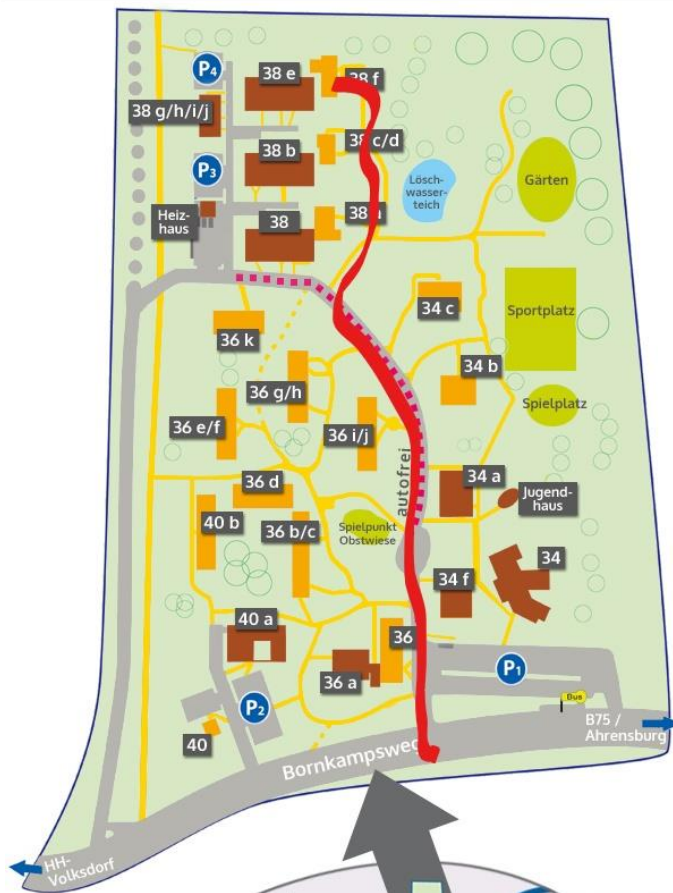 P4
38 e
38 f
38 g/h/i/j
38 c/d
38 b
P3
Lösch-
wasser-
teich
Gärten
Heiz-
haus
38
38 a
34 c
Sportplatz
36 k
34 b
36 g/h
Spielplatz
36 e/f
36 i/j
autofrei
34 a
36 d
Jugend-
haus
40 b
36 b/c
Spielpunkt
Obstwiese
34
34 f
40 a
36
P1
36 a
P2
Bus
B75 /
Ahrensburg
40
Bornkampsweg
HH-
Volksdorf